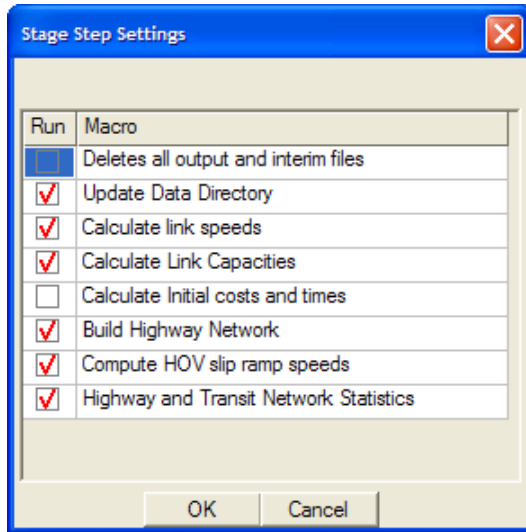 Stage Step Settings
Run Macro
Deletes all output and interim files
Update Data Directory
Calculate link speeds
Calculate Link Capacities
Calculate Initial costs and times
Build Highway Network
Compute HOV slip ramp speeds
Highway and Transit Network Statistics
OK Cancel